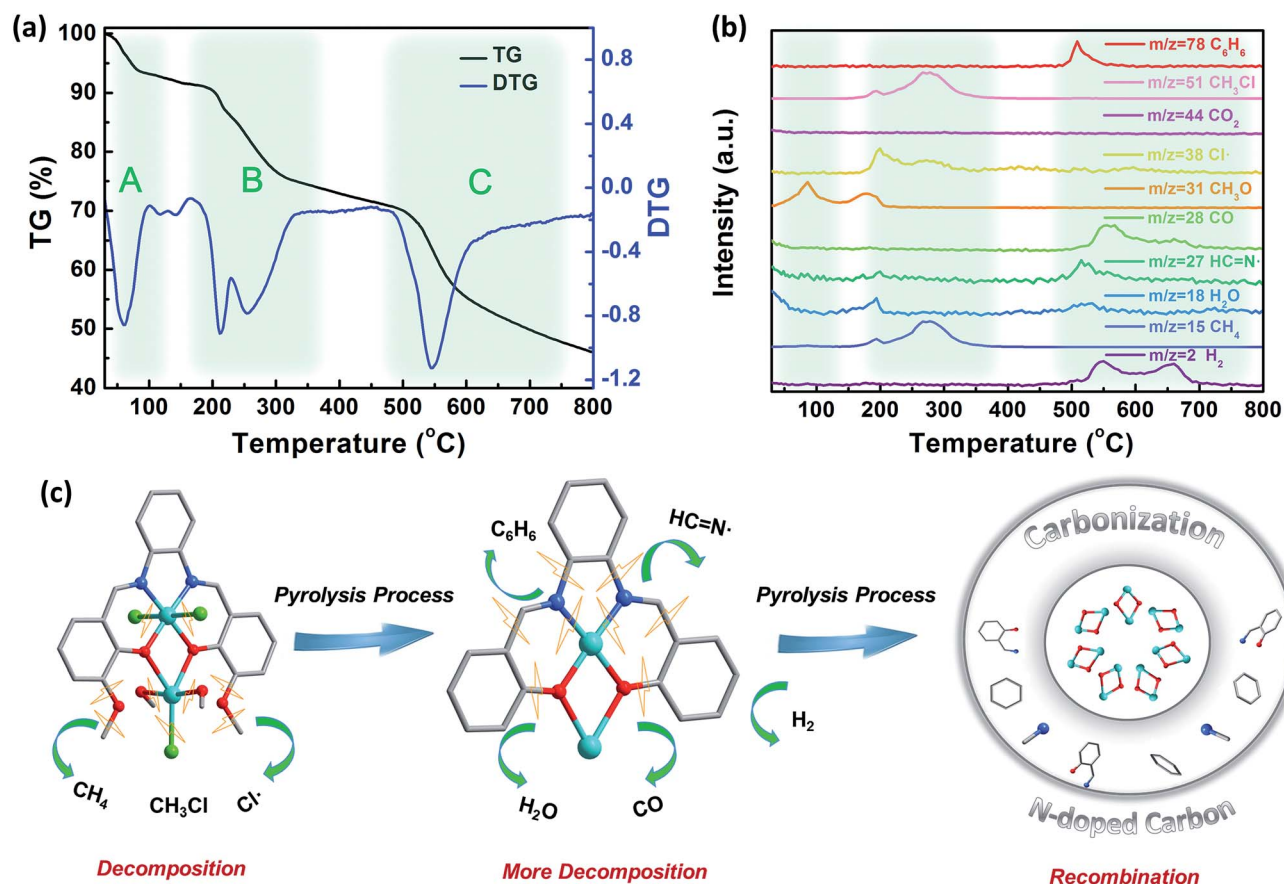 (a)
TG
DTG
A
B
C
100
90
80
70
60
50
40
TG (%)
0.8
0.4
0.0
-0.4
-0.8
-1.2
DTG
100 200 300 400 500 600 700 800
Temperature (°C)
(b)
m/z=78 C₆H₆
m/z=51 CH₃Cl
m/z=44 CO₂
m/z=38 Cl·
m/z=31 CH₃O
m/z=28 CO
m/z=27 HC=N·
m/z=18 H₂O
m/z=15 CH₄
m/z=2 H₂
Intensity (a.u.)
100 200 300 400 500 600 700 800
Temperature (°C)
(c)
CH₄
CH₃Cl
Cl·
Decomposition
Pyrolysis Process
C₆H₆
HC=N·
H₂O
CO
More Decomposition
Pyrolysis Process
H₂
Carbonization
N-doped Carbon
Recombination